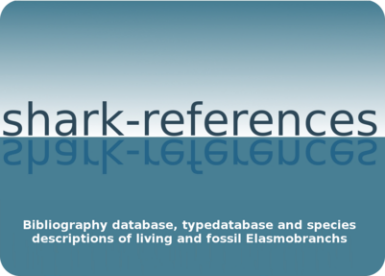 shark-references
Bibliography database, typedatabase and species
descriptions of living and fossil Elasmobranchs